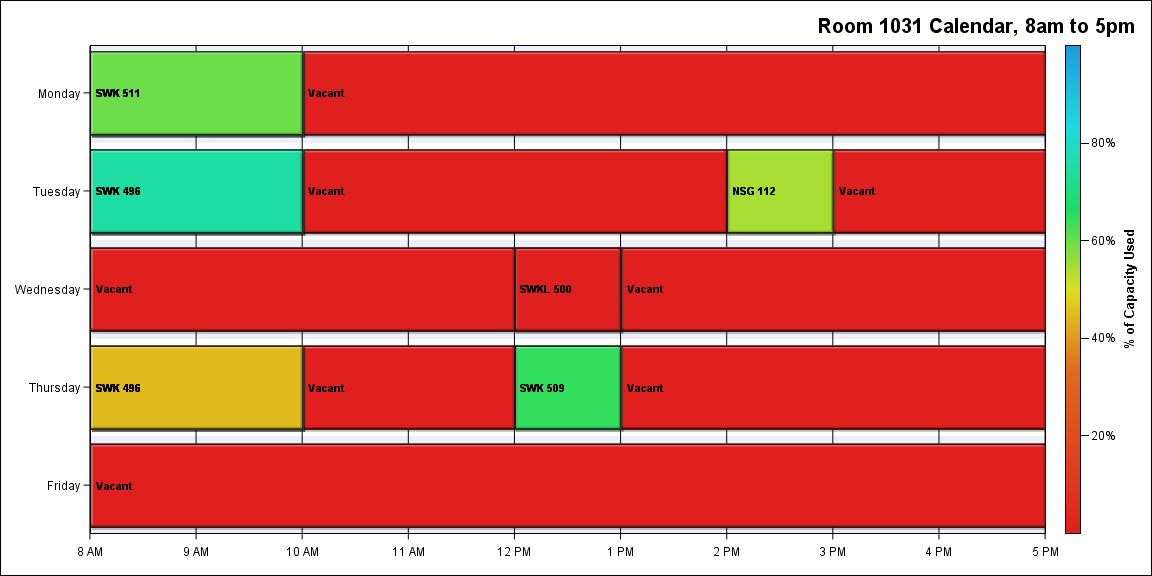 Room 1031 Calendar, 8am to 5pm
Monday
SWK 511
Vacant
Tuesday
SWK 496
Vacant
NSG 112
Vacant
Wednesday
Vacant
SWKL 500
Vacant
Thursday
SWK 496
Vacant
SWK 509
Vacant
Friday
Vacant
8 AM
9 AM
10 AM
11 AM
12 PM
1 PM
2 PM
3 PM
4 PM
5 PM
80%
60%
40%
20%
% of Capacity Used